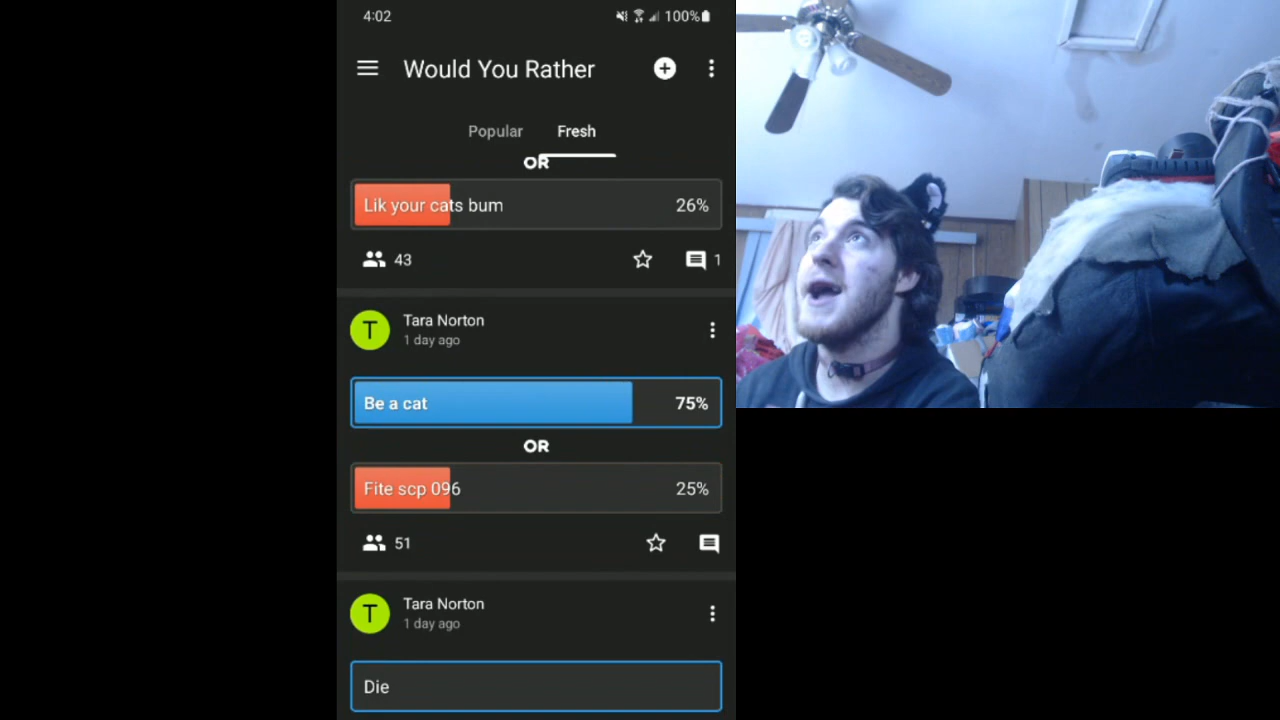 4:02
100%
Would You Rather
Popular
Fresh
OR
Lik your cats bum
26%
43
1
T
Tara Norton
1 day ago
Be a cat
75%
OR
Fite scp 096
25%
51
T
Tara Norton
1 day ago
Die